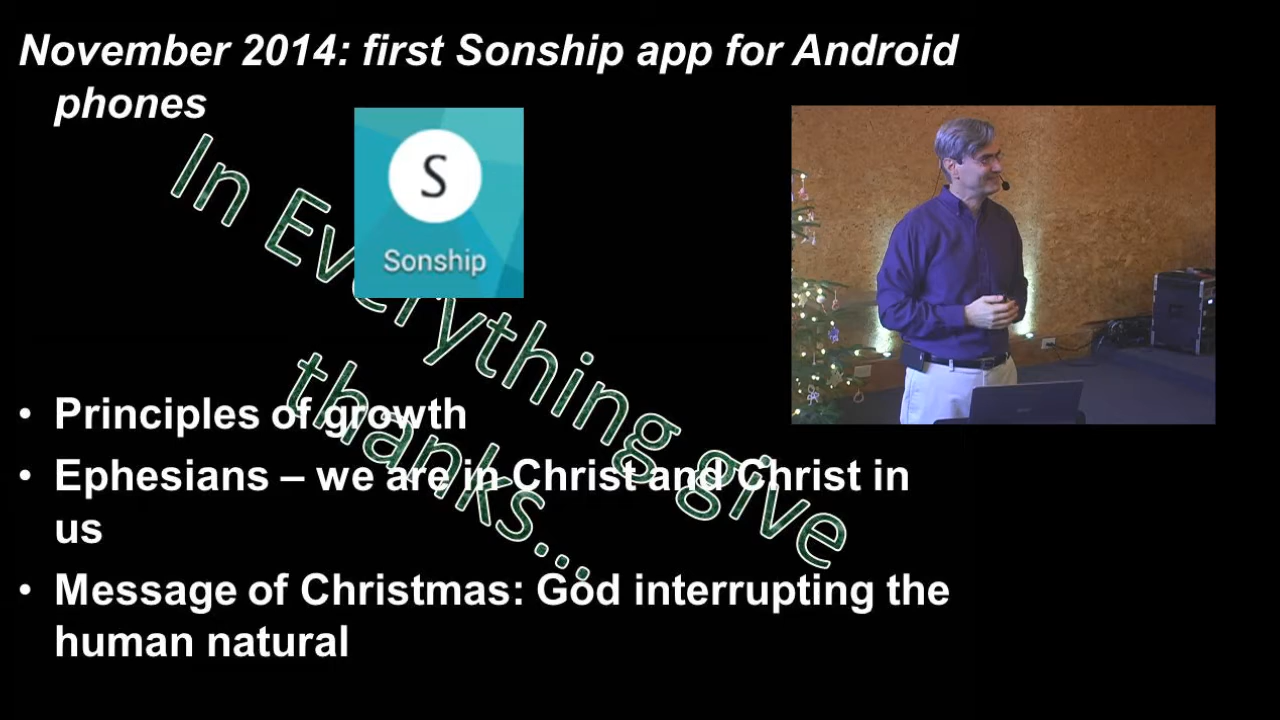 November 2014: first Sonship app for Android
phones
S
Sonship
In Everything give
thanks...
• Principles of growth
• Ephesians – we are in Christ and Christ in
us
• Message of Christmas: God interrupting the
human natural